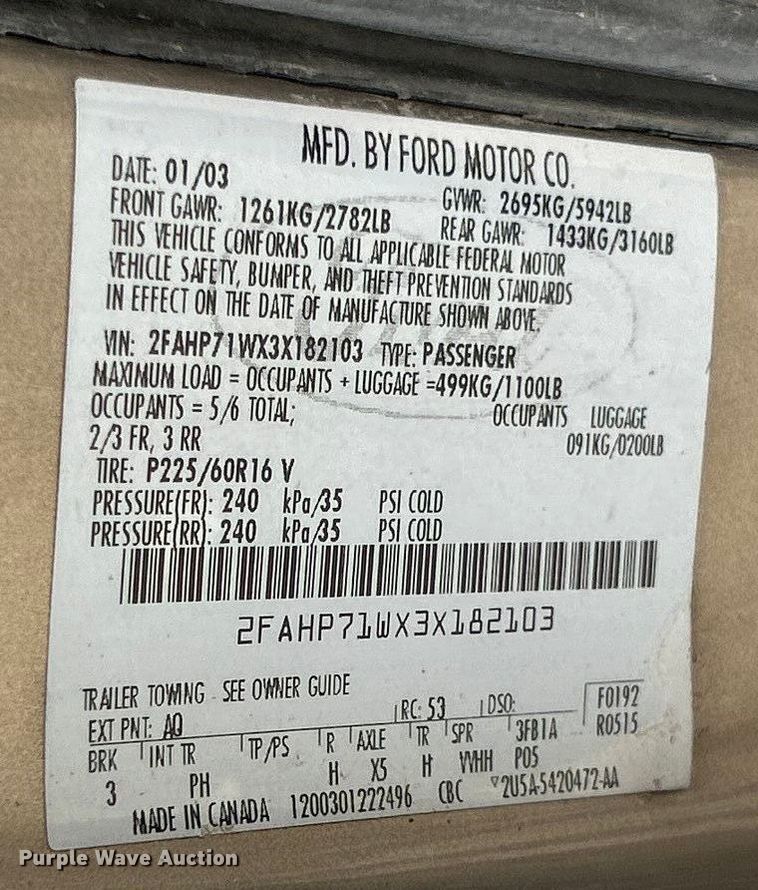 MFD. BY FORD MOTOR CO.
DATE: 01/03 GVWR: 2695KG/5942LB
FRONT GAWR: 1261KG/2782LB REAR GAWR: 1433KG/3160LB
THIS VEHICLE CONFORMS TO ALL APPLICABLE FEDERAL MOTOR
VEHICLE SAFETY, BUMPER, AND THEFT PREVENTION STANDARDS
IN EFFECT ON THE DATE OF MANUFACTURE SHOWN ABOVE.
VIN: 2FAHP71WX3X182103 TYPE: PASSENGER
MAXIMUM LOAD = OCCUPANTS + LUGGAGE =499KG/1100LB
OCCUPANTS = 5/6 TOTAL; OCCUPANTS LUGGAGE
2/3 FR, 3 RR 091KG/0200LB
TIRE: P225/60R16 V
PRESSURE(FR): 240 kPa/35 PSI COLD
PRESSURE(RR): 240 kPa/35 PSI COLD
2FAHP71WX3X182103
TRAILER TOWING - SEE OWNER GUIDE
EXT PNT: AQ RC: 53 DSO: F0192
BRK INT TR TP/PS R AXLE TR SPR 3FB1A R0515
3 PH H X5 H VVHH P05
MADE IN CANADA 1200301222496 CBC 2U5A-5420472-AA
Purple Wave Auction